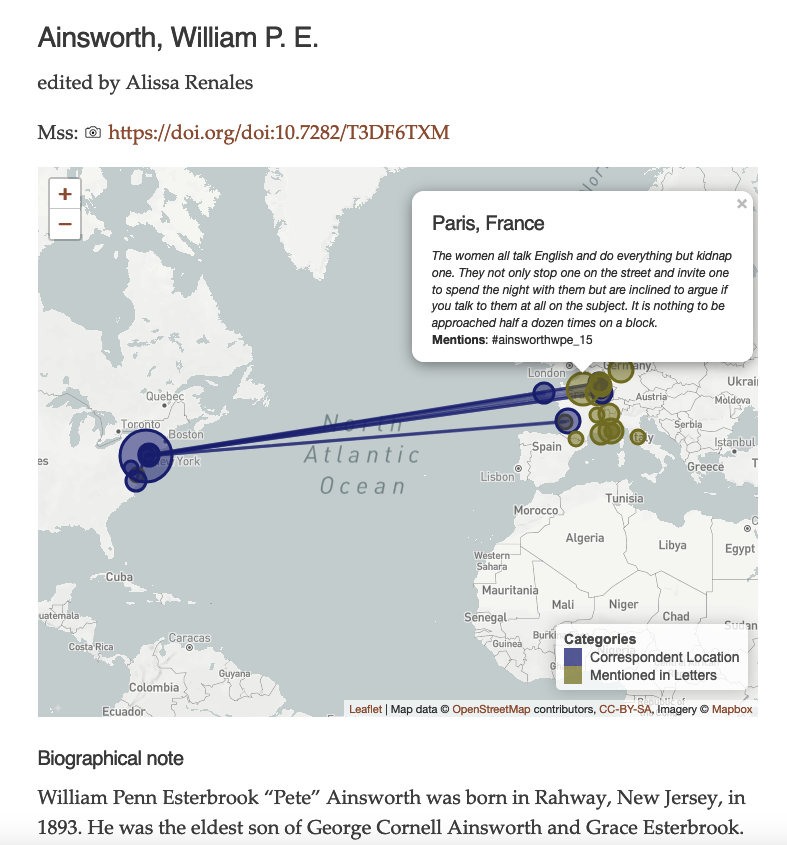 Ainsworth, William P. E.
edited by Alissa Renales
Mss: https://doi.org/doi:10.7282/T3DF6TXM
+
−
×
Paris, France
The women all talk English and do everything but kidnap
one. They not only stop one on the street and invite one
to spend the night with them but are inclined to argue if
you talk to them at all on the subject. It is nothing to be
approached half a dozen times on a block.
Mentions: #ainsworthwpe_15
London
Germany
Ukrai
Austria
Moldova
Quebec
Toronto
Boston
York
North
Atlantic
Ocean
Serbia
Istanbul
Spain
Italy
Lisbon
Greece
Tunisia
Morocco
Algeria
Libya
Egypt
Western
Sahara
Mauritania
Mali
Niger
Chad
Sudan
Senegal
Guinea
Burki
Cuba
uatemala
Costa Rica
Caracas
Guyana
Colombia
Ecuador
Categories
Correspondent Location
Mentioned in Letters
Leaflet | Map data © OpenStreetMap contributors, CC-BY-SA, Imagery © Mapbox
Biographical note
William Penn Esterbrook “Pete” Ainsworth was born in Rahway, New Jersey, in
1893. He was the eldest son of George Cornell Ainsworth and Grace Esterbrook.